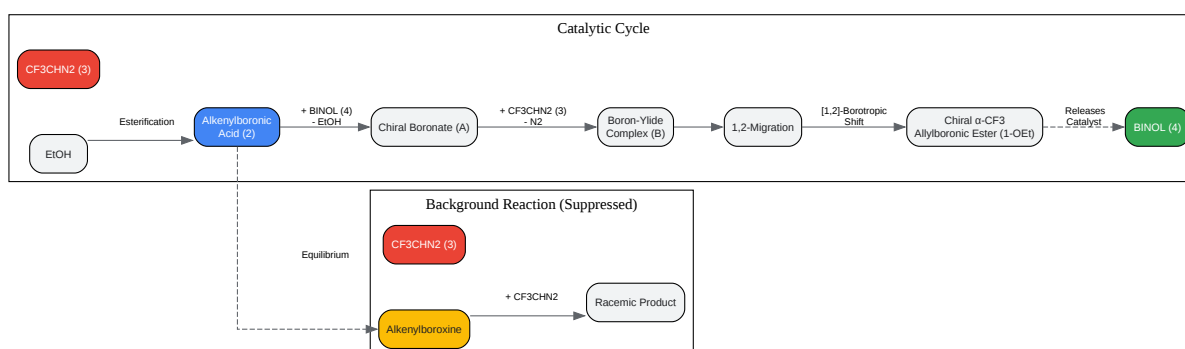 Catalytic Cycle
CF3CHN2 (3)
EtOH
Esterification
Alkenylboronic
Acid (2)
+ BINOL (4)
- EtOH
Chiral Boronate (A)
+ CF3CHN2 (3)
- N2
Boron-Ylide
Complex (B)
1,2-Migration
[1,2]-Borotropic
Shift
Chiral α-CF3
Allylboronic Ester (1-OEt)
Releases
Catalyst
BINOL (4)
Equilibrium
Background Reaction (Suppressed)
CF3CHN2 (3)
Alkenylboroxine
+ CF3CHN2
Racemic Product